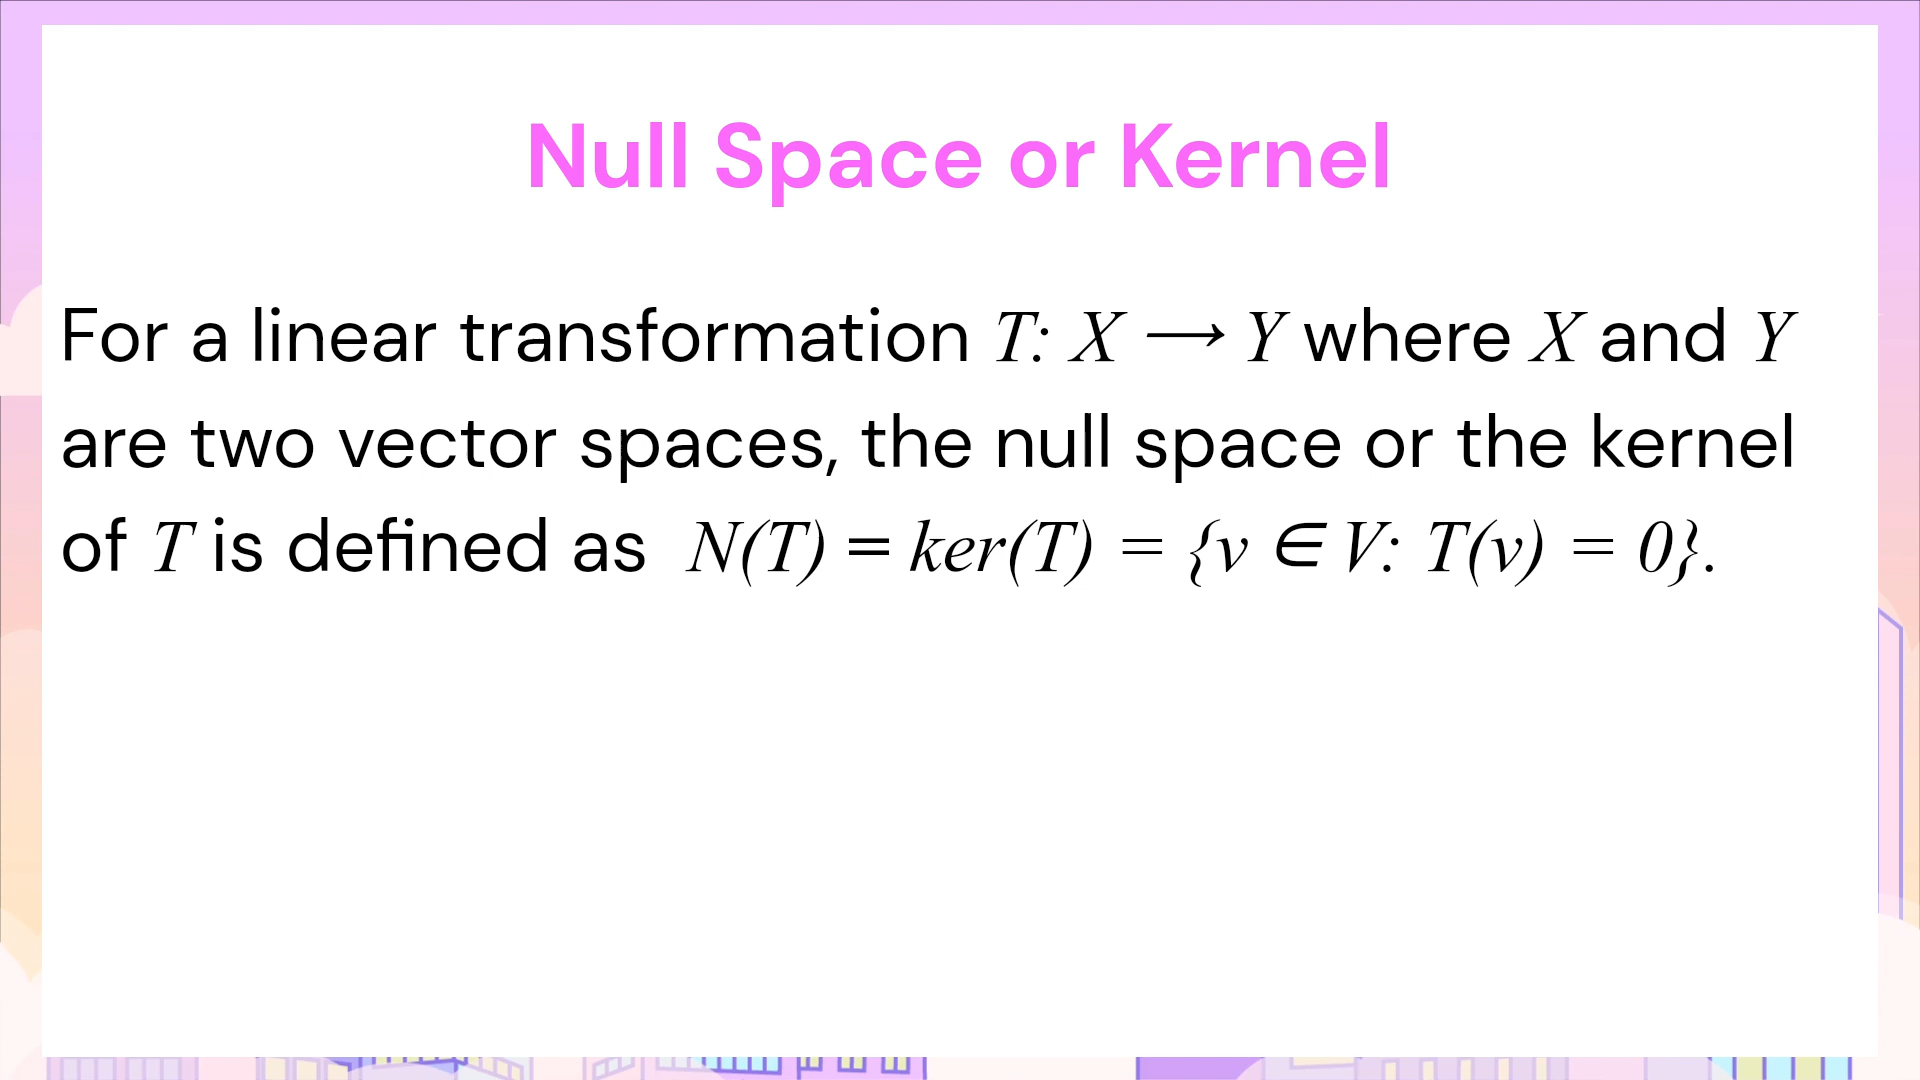 Null Space or Kernel
For a linear transformation T: X ⟶ Y where X and Y
are two vector spaces, the null space or the kernel
of T is defined as N(T) = ker(T) = {v ∈ V: T(v) = 0}.